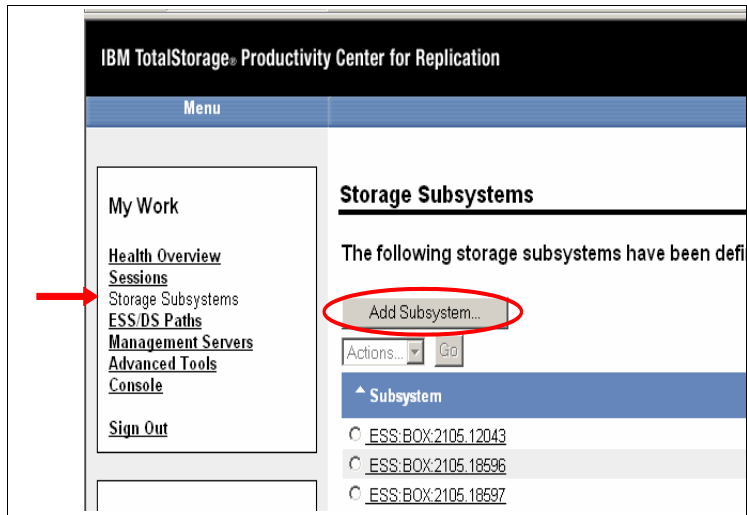 IBM TotalStorage® Productivity Center for Replication
Menu
My Work
Health Overview
Sessions
Storage Subsystems
ESS/DS Paths
Management Servers
Advanced Tools
Console
Sign Out
Storage Subsystems
The following storage subsystems have been defi
Add Subsystem...
Actions... Go
Subsystem
ESS:BOX:2105.12043
ESS:BOX:2105.18596
ESS:BOX:2105.18597